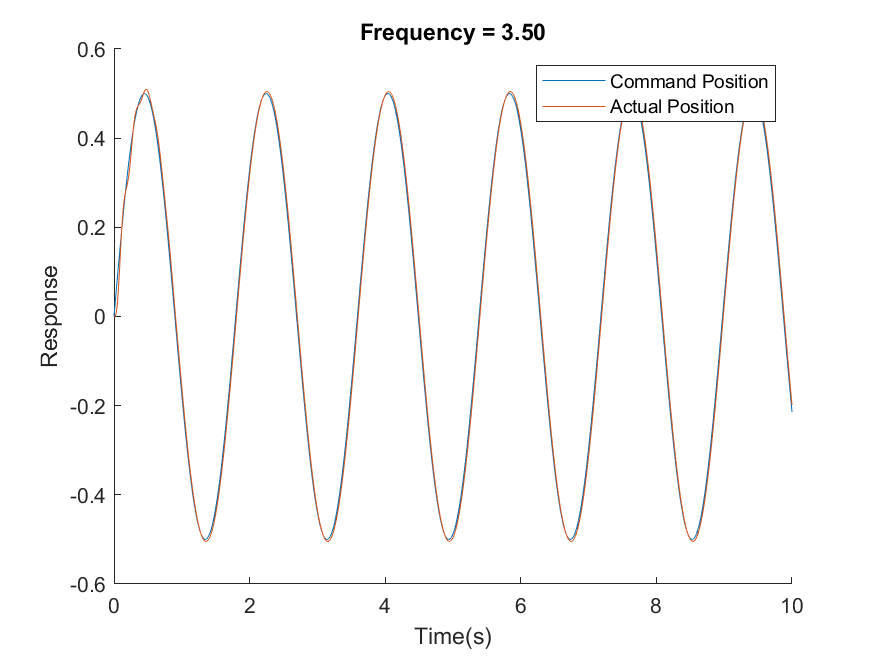 Frequency = 3.50
0.6
0.4
0.2
0
-0.2
-0.4
-0.6
Response
Command Position
Actual Position
0 2 4 6 8 10
Time(s)